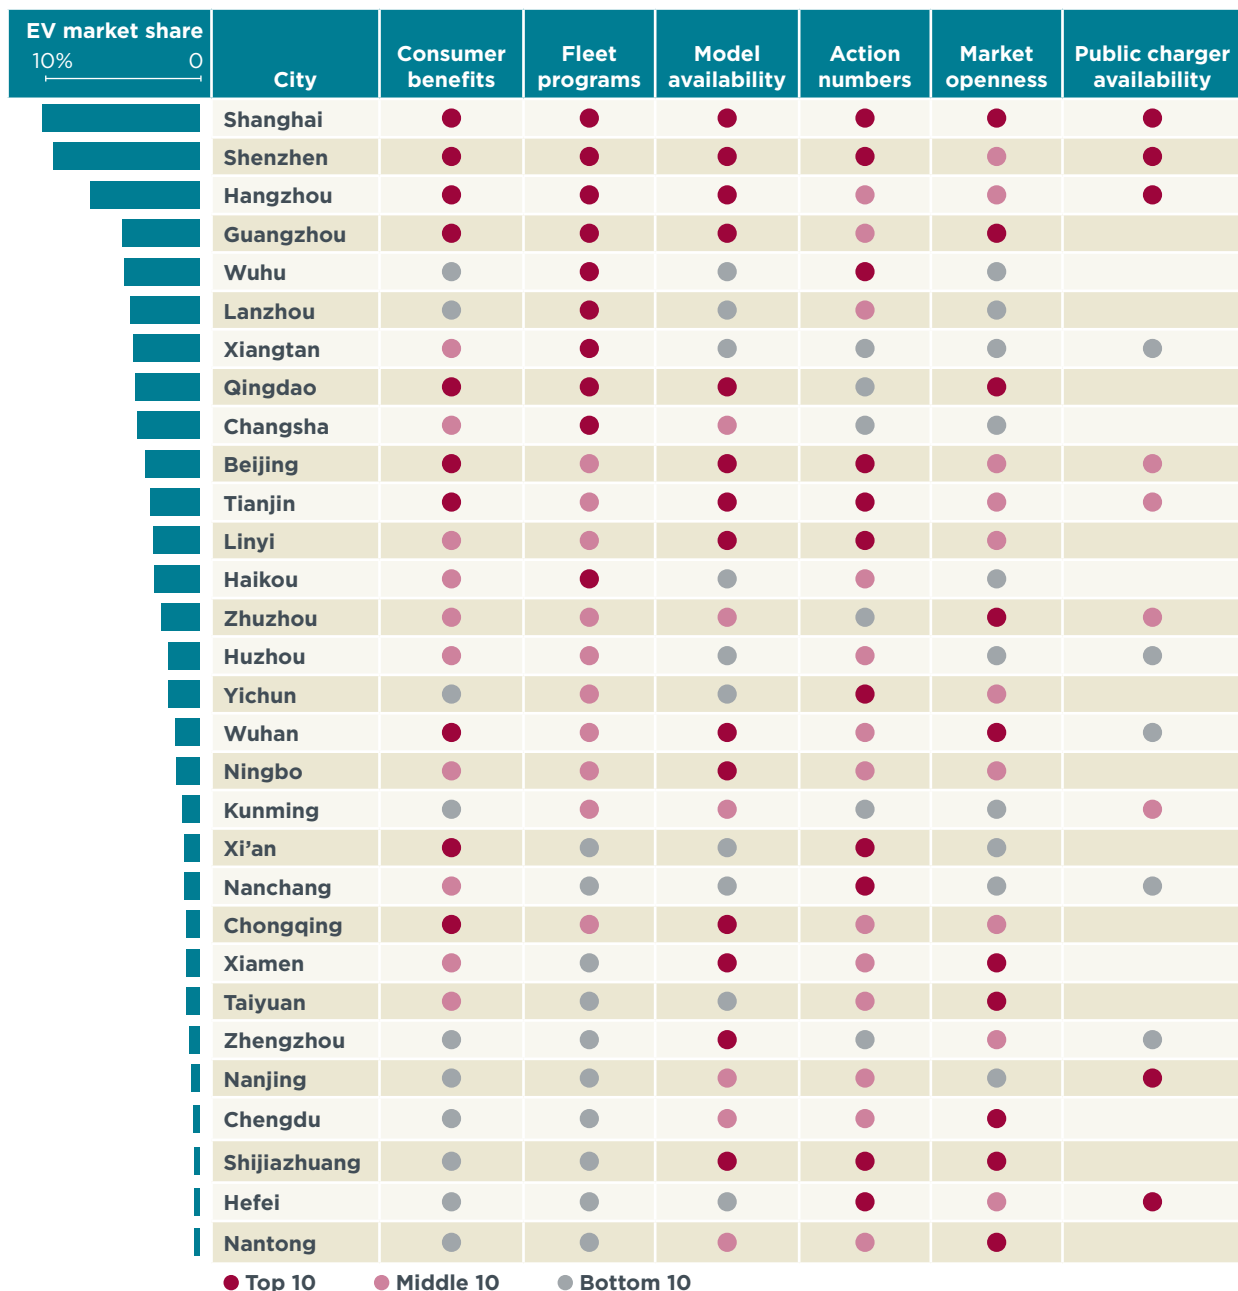 EV market share
10% 0
City
Consumer
benefits
Fleet
programs
Model
availability
Action
numbers
Market
openness
Public charger
availability
Shanghai
Shenzhen
Hangzhou
Guangzhou
Wuhu
Lanzhou
Xiangtan
Qingdao
Changsha
Beijing
Tianjin
Linyi
Haikou
Zhuzhou
Huzhou
Yichun
Wuhan
Ningbo
Kunming
Xi’an
Nanchang
Chongqing
Xiamen
Taiyuan
Zhengzhou
Nanjing
Chengdu
Shijiazhuang
Hefei
Nantong
Top 10 Middle 10 Bottom 10